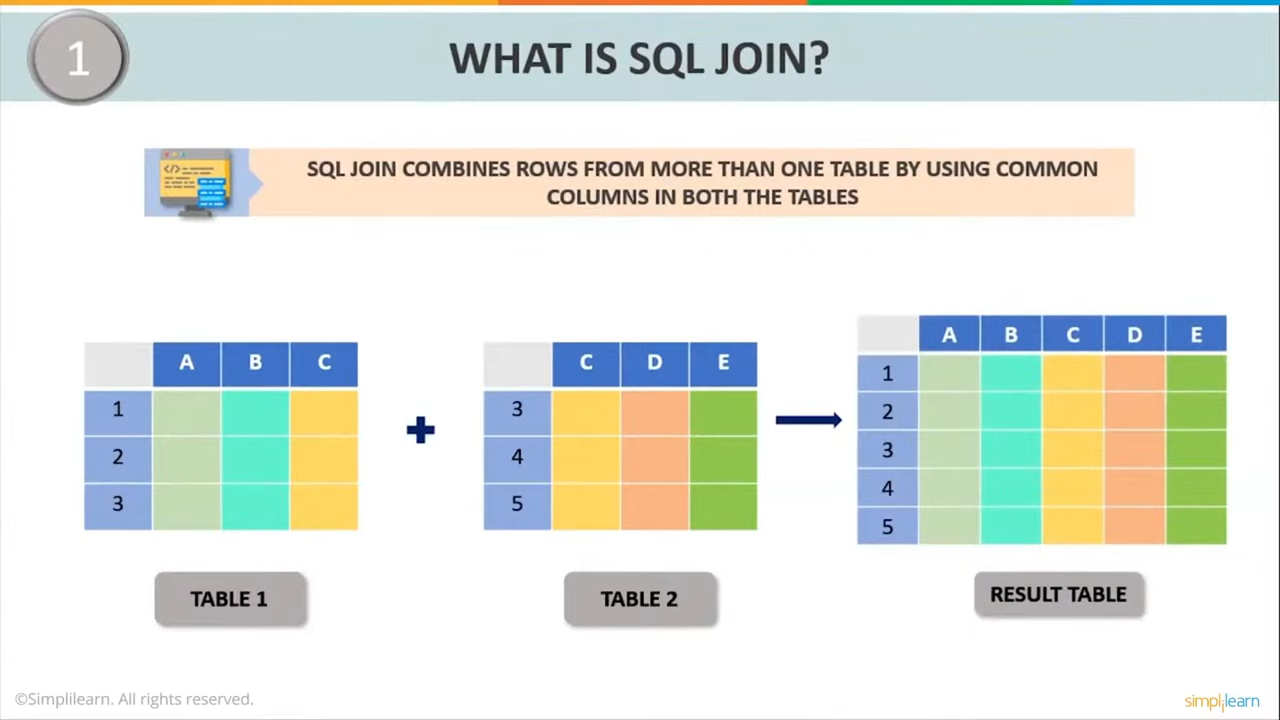 1
WHAT IS SQL JOIN?
</>
SQL JOIN COMBINES ROWS FROM MORE THAN ONE TABLE BY USING COMMON
COLUMNS IN BOTH THE TABLES
A B C
1
2
3
TABLE 1
C D E
3
4
5
TABLE 2
A B C D E
1
2
3
4
5
RESULT TABLE
©Simplilearn. All rights reserved.
simplilearn